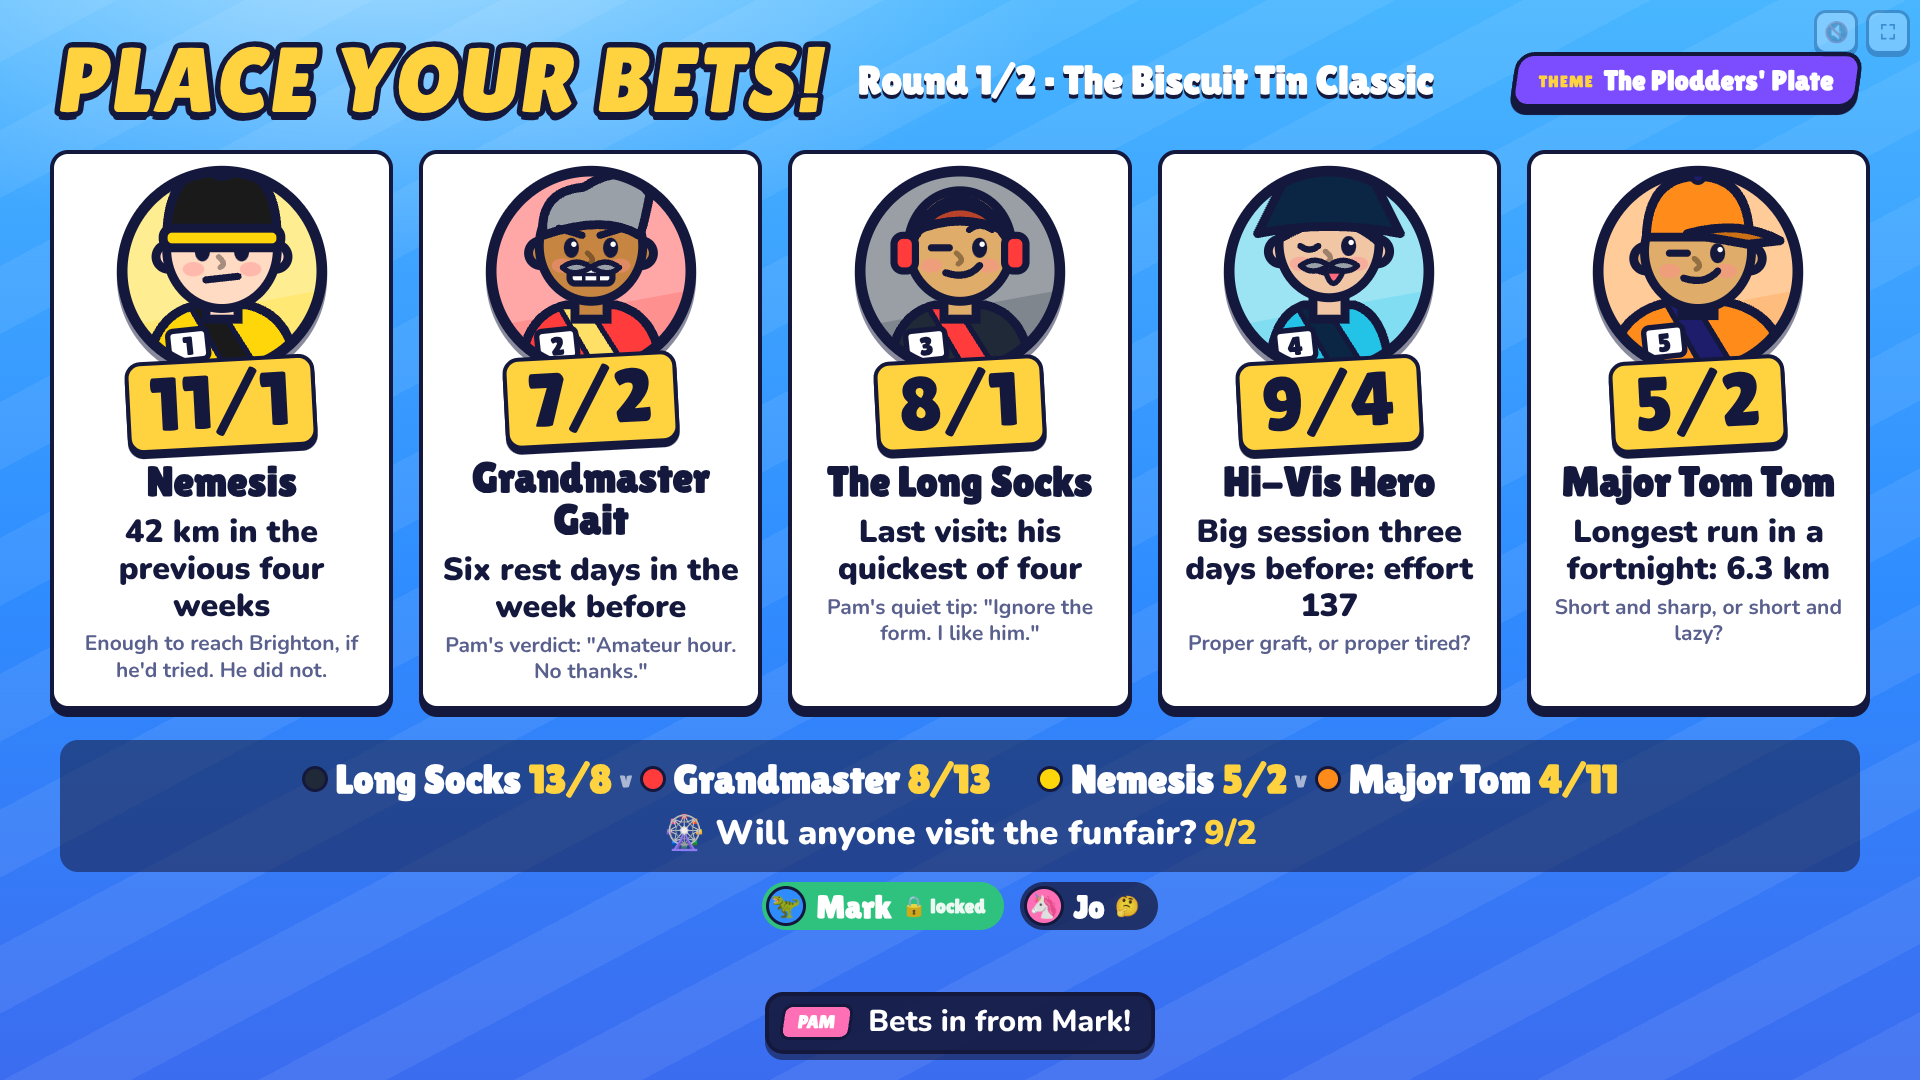 PLACE YOUR BETS!
Round 1/2 · The Biscuit Tin Classic
THEME The Plodders' Plate
1
11/1
Nemesis
42 km in the
previous four
weeks
Enough to reach Brighton, if
he'd tried. He did not.
2
7/2
Grandmaster
Gait
Six rest days in the
week before
Pam's verdict: "Amateur hour.
No thanks."
3
8/1
The Long Socks
Last visit: his
quickest of four
Pam's quiet tip: "Ignore the
form. I like him."
4
9/4
Hi-Vis Hero
Big session three
days before: effort
137
Proper graft, or proper tired?
5
5/2
Major Tom Tom
Longest run in a
fortnight: 6.3 km
Short and sharp, or short and
lazy?
Long Socks 13/8 v Grandmaster 8/13 Nemesis 5/2 v Major Tom 4/11
Will anyone visit the funfair? 9/2
Mark locked Jo
PAM Bets in from Mark!